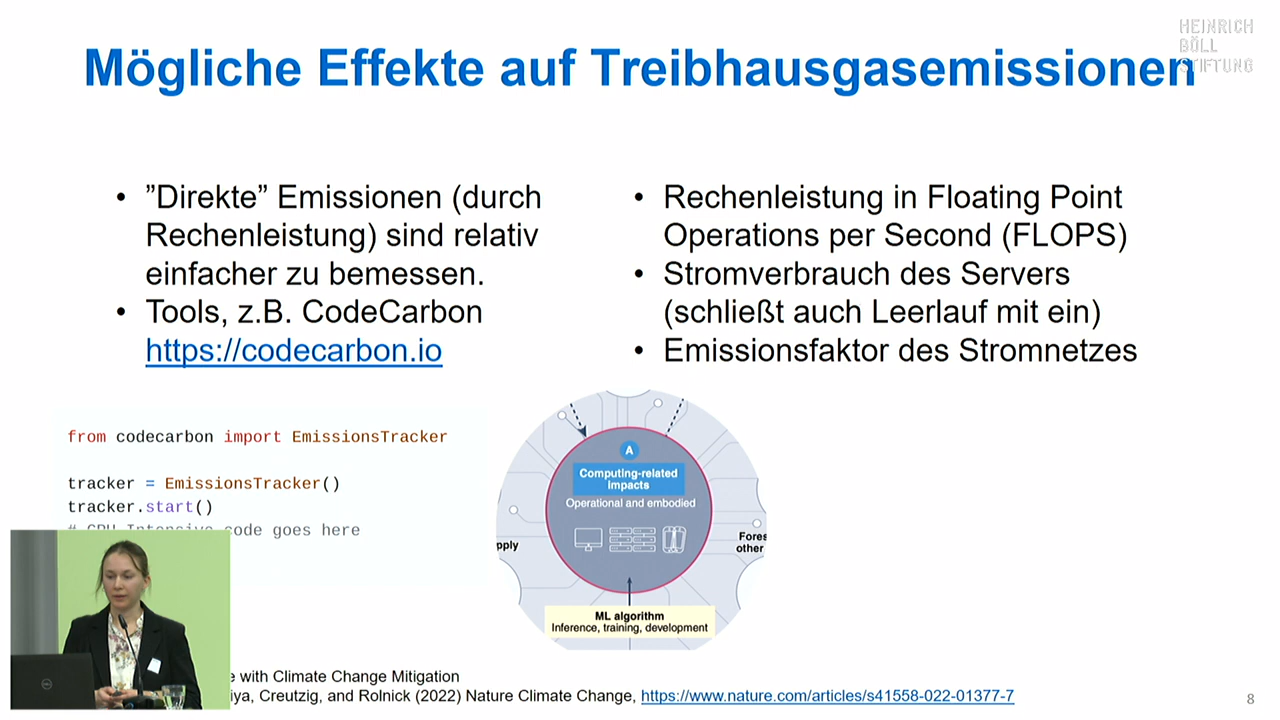 HEINRICH
BÖLL
STIFTUNG
Mögliche Effekte auf Treibhausgasemissionen
• ”Direkte” Emissionen (durch
Rechenleistung) sind relativ
einfacher zu bemessen.
• Tools, z.B. CodeCarbon
https://codecarbon.io
• Rechenleistung in Floating Point
Operations per Second (FLOPS)
• Stromverbrauch des Servers
(schließt auch Leerlauf mit ein)
• Emissionsfaktor des Stromnetzes
from codecarbon import EmissionsTracker
tracker = EmissionsTracker()
tracker.start()
# GPU Intensive code goes here
A
Computing-related
impacts
Operational and embodied
pply
Fores
other
ML algorithm
Inference, training, development
DELL
e with Climate Change Mitigation
iya, Creutzig, and Rolnick (2022) Nature Climate Change, https://www.nature.com/articles/s41558-022-01377-7
8